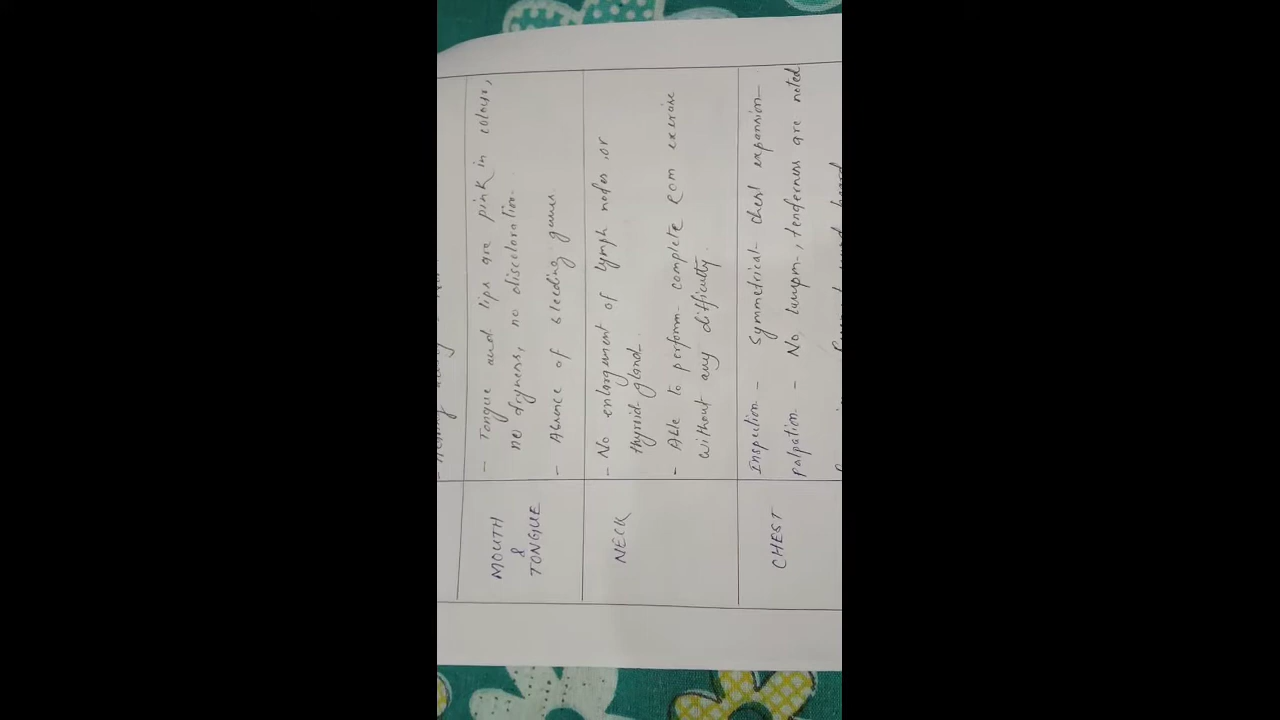 MOUTH
&
TONGUE
- Tongue and lips are pink in colour,
no dryness, no discoloration.
- Absence of bleeding gums.
NECK
- No enlargement of lymph nodes, or
thyroid gland.
- Able to perform complete ROM exercise
without any difficulty.
CHEST
Inspection - Symmetrical chest expansion
Palpation - No lumpm, tenderness are noted